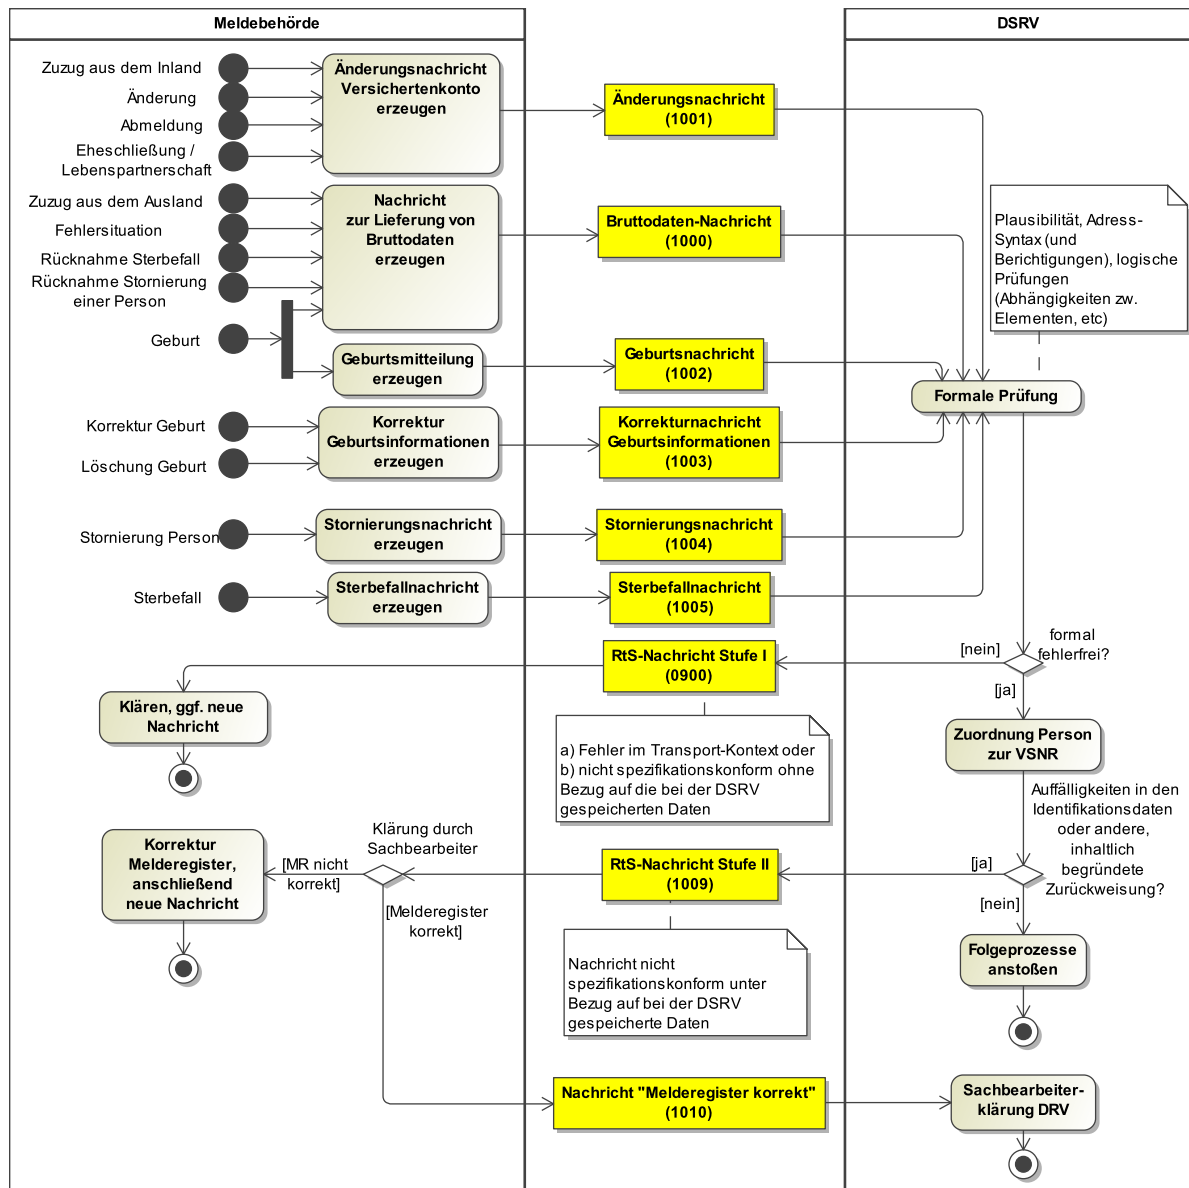 Meldebehörde
DSRV
Zuzug aus dem Inland
Änderung
Abmeldung
Eheschließung /
Lebenspartnerschaft
Änderungsnachricht
Versichertenkonto
erzeugen
Änderungsnachricht
(1001)
Zuzug aus dem Ausland
Fehlersituation
Rücknahme Sterbefall
Rücknahme Stornierung
einer Person
Geburt
Nachricht
zur Lieferung von
Bruttodaten
erzeugen
Bruttodaten-Nachricht
(1000)
Plausibilität, Adress-
Syntax (und
Berichtigungen), logische
Prüfungen
(Abhängigkeiten zw.
Elementen, etc)
Geburtsmitteilung
erzeugen
Geburtsnachricht
(1002)
Formale Prüfung
Korrektur Geburt
Löschung Geburt
Korrektur
Geburtsinformationen
erzeugen
Korrekturnachricht
Geburtsinformationen
(1003)
Stornierung Person
Stornierungsnachricht
erzeugen
Stornierungsnachricht
(1004)
Sterbefall
Sterbefallnachricht
erzeugen
Sterbefallnachricht
(1005)
formal
fehlerfrei?
[nein]
[ja]
RtS-Nachricht Stufe I
(0900)
Klären, ggf. neue
Nachricht
a) Fehler im Transport-Kontext oder
b) nicht spezifikationskonform ohne
Bezug auf die bei der DSRV
gespeicherten Daten
Zuordnung Person
zur VSNR
Auffälligkeiten in den
Identifikationsdaten
oder andere,
inhaltlich
begründete
Zurückweisung?
[ja]
[nein]
RtS-Nachricht Stufe II
(1009)
Klärung durch
Sachbearbeiter
[MR nicht
korrekt]
[Melderegister
korrekt]
Korrektur
Melderegister,
anschließend
neue Nachricht
Nachricht nicht
spezifikationskonform unter
Bezug auf bei der DSRV
gespeicherte Daten
Folgeprozesse
anstoßen
Nachricht "Melderegister korrekt"
(1010)
Sachbearbeiter-
klärung DRV